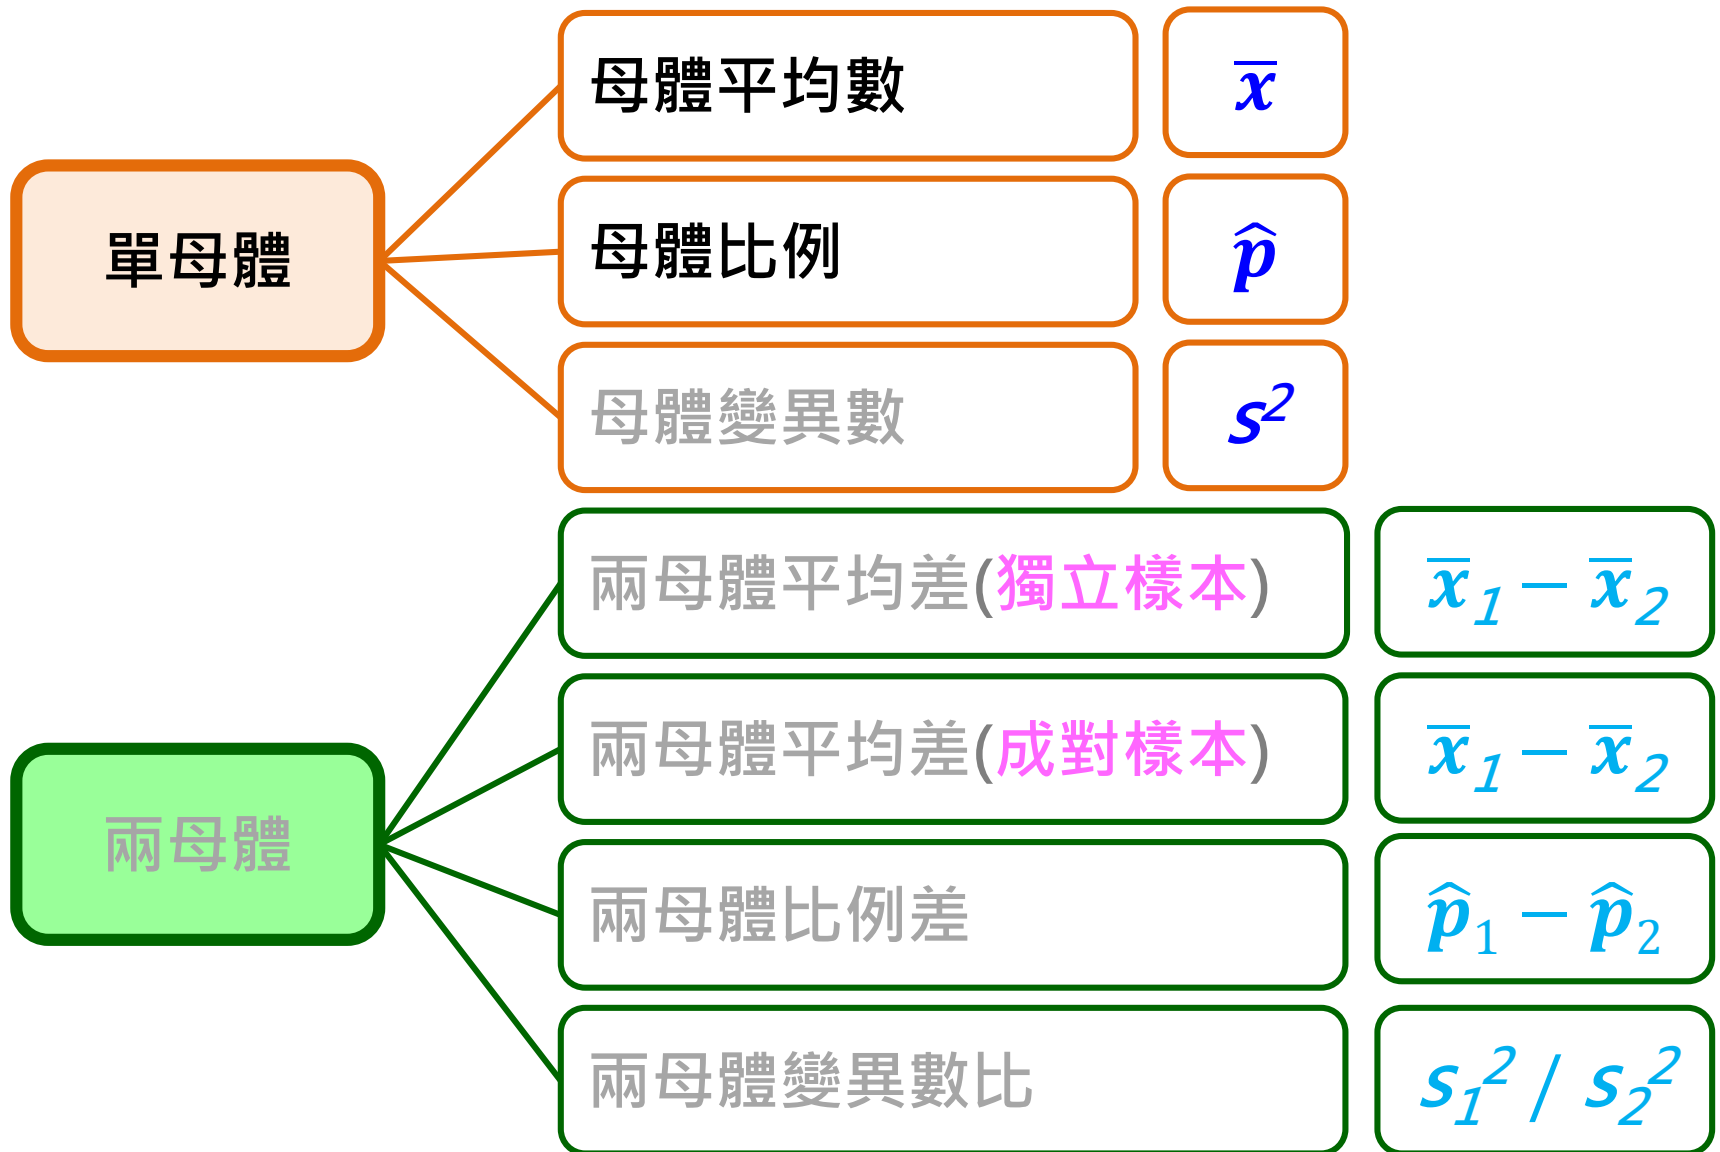 單母體
母體平均數
x̄
母體比例
p̂
母體變異數
s²
兩母體
兩母體平均差(獨立樣本)
x̄₁ − x̄₂
兩母體平均差(成對樣本)
x̄₁ − x̄₂
兩母體比例差
p̂₁ − p̂₂
兩母體變異數比
s₁² / s₂²